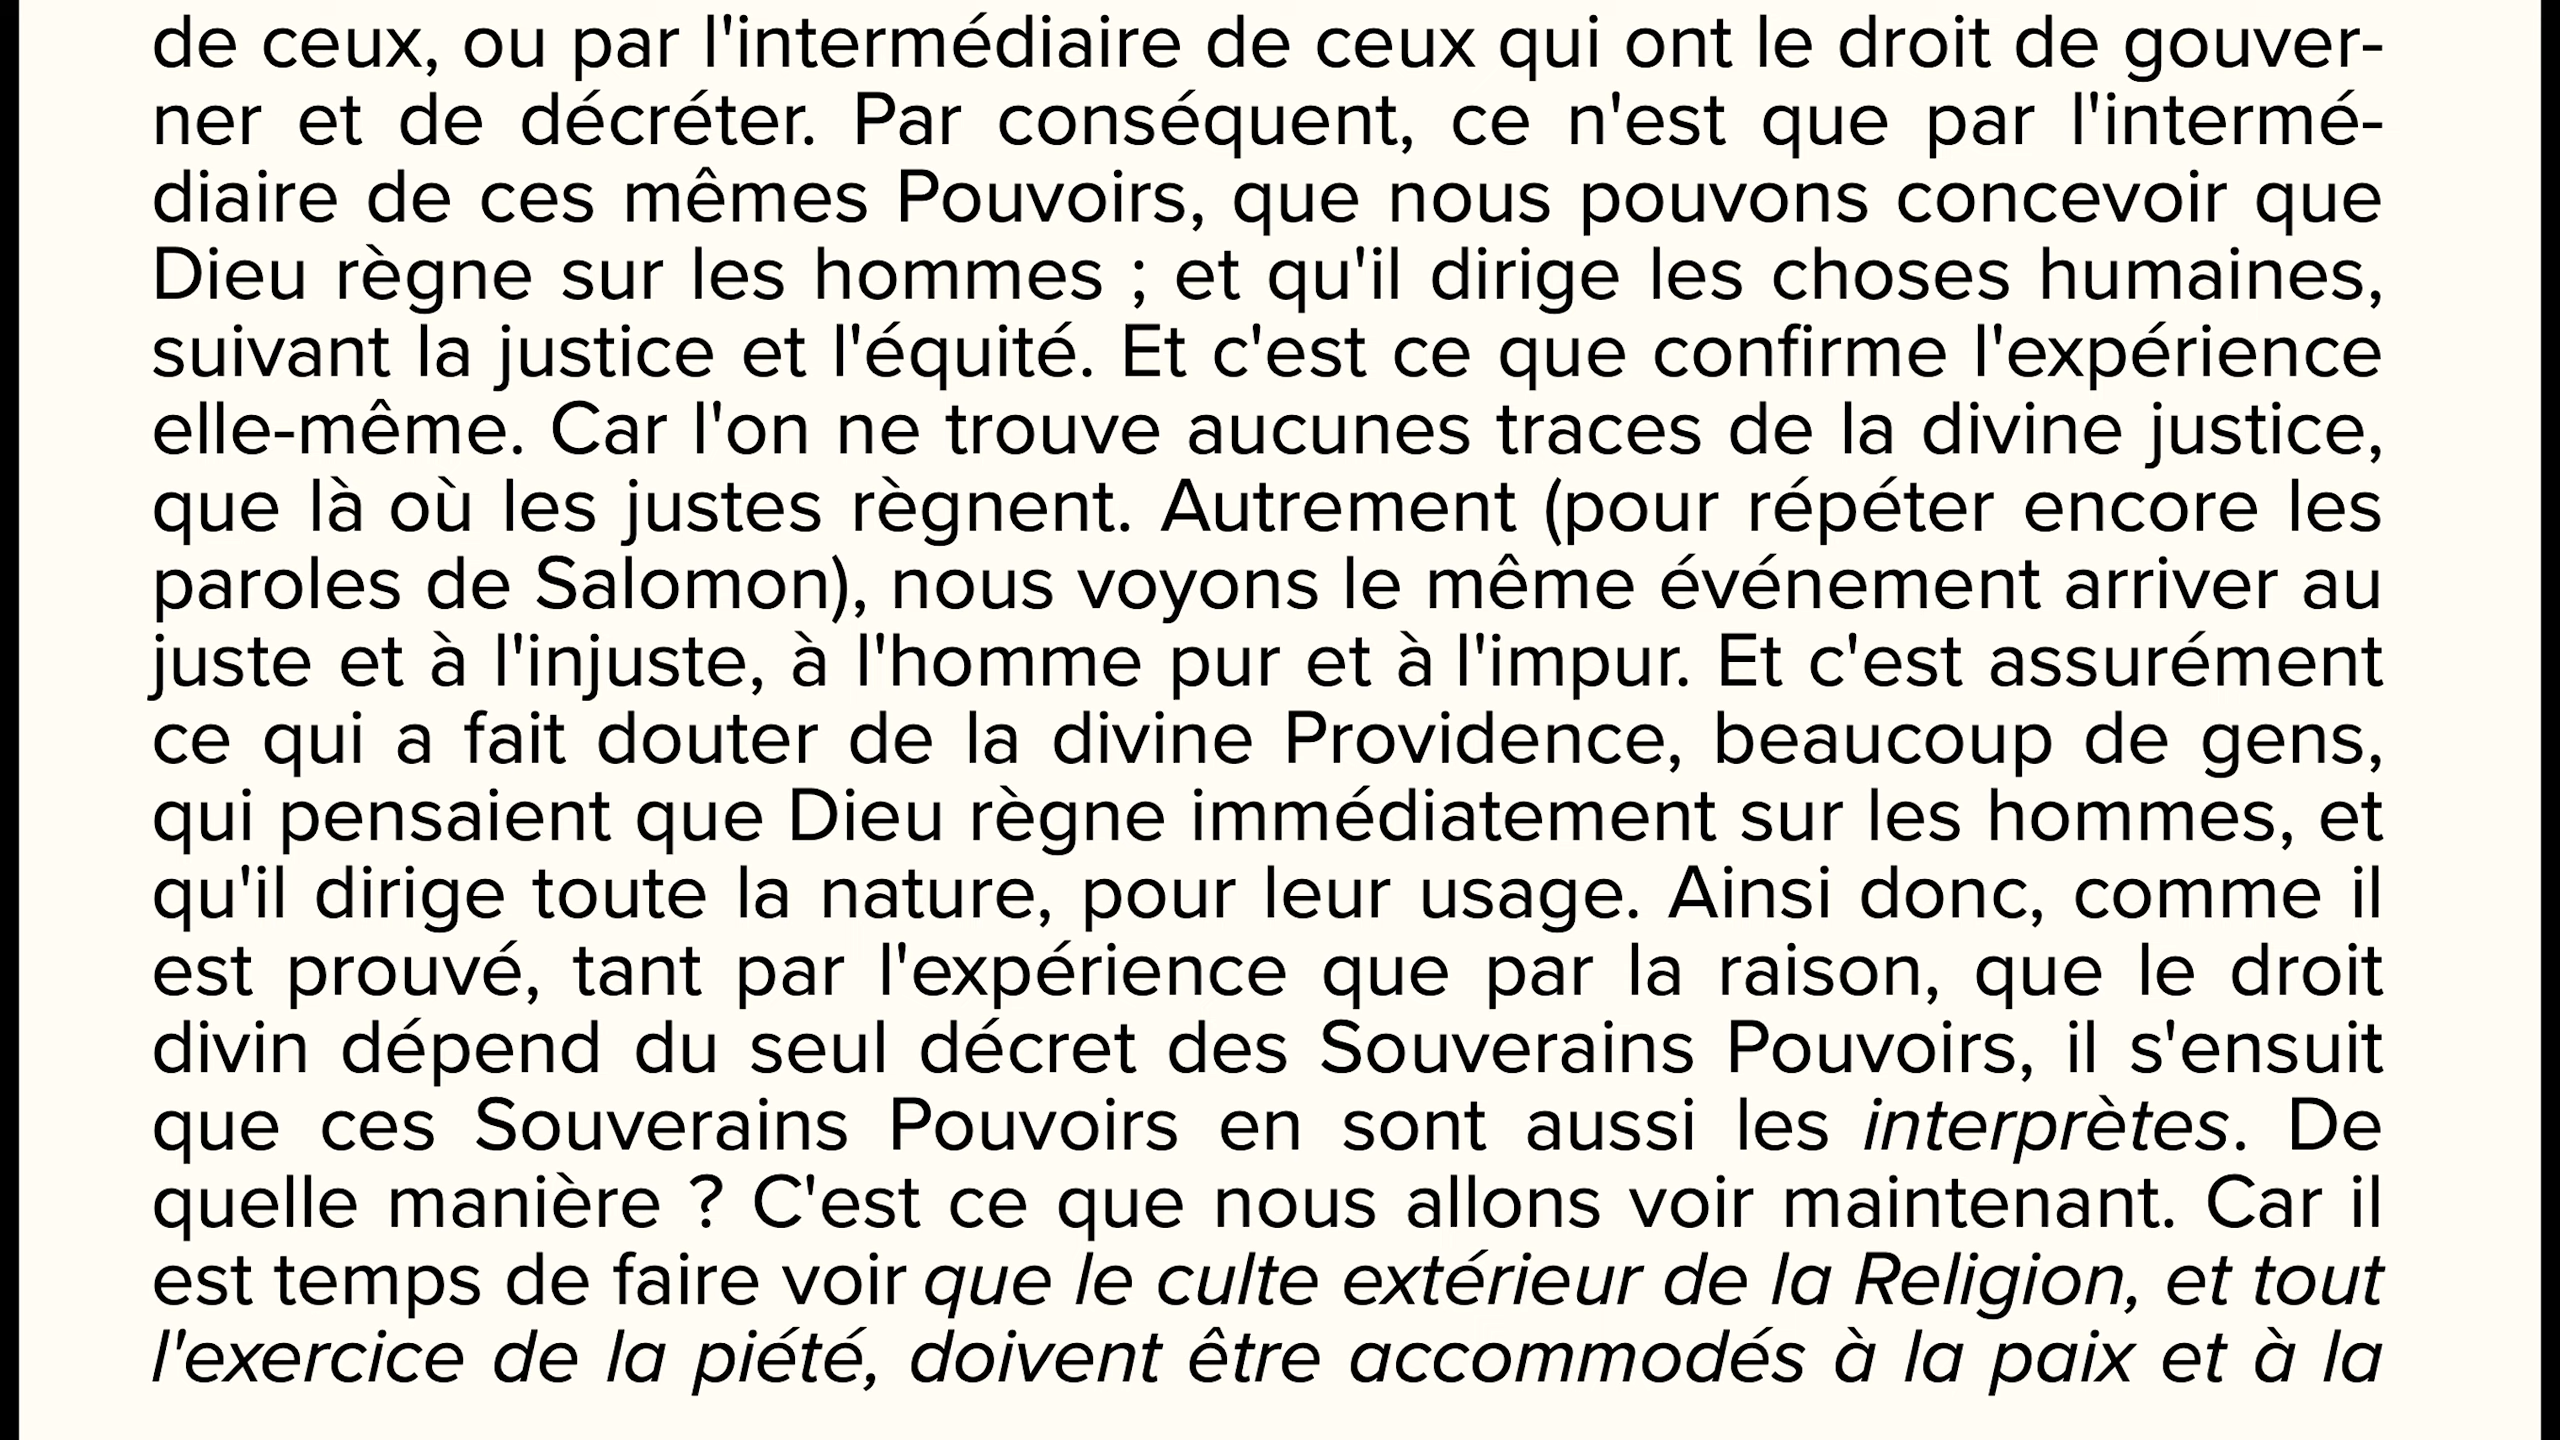 de ceux, ou par l'intermédiaire de ceux qui ont le droit de gouver-
ner et de décréter. Par conséquent, ce n'est que par l'intermé-
diaire de ces mêmes Pouvoirs, que nous pouvons concevoir que
Dieu règne sur les hommes ; et qu'il dirige les choses humaines,
suivant la justice et l'équité. Et c'est ce que confirme l'expérience
elle-même. Car l'on ne trouve aucunes traces de la divine justice,
que là où les justes règnent. Autrement (pour répéter encore les
paroles de Salomon), nous voyons le même événement arriver au
juste et à l'injuste, à l'homme pur et à l'impur. Et c'est assurément
ce qui a fait douter de la divine Providence, beaucoup de gens,
qui pensaient que Dieu règne immédiatement sur les hommes, et
qu'il dirige toute la nature, pour leur usage. Ainsi donc, comme il
est prouvé, tant par l'expérience que par la raison, que le droit
divin dépend du seul décret des Souverains Pouvoirs, il s'ensuit
que ces Souverains Pouvoirs en sont aussi les interprètes. De
quelle manière ? C'est ce que nous allons voir maintenant. Car il
est temps de faire voir que le culte extérieur de la Religion, et tout
l'exercice de la piété, doivent être accommodés à la paix et à la